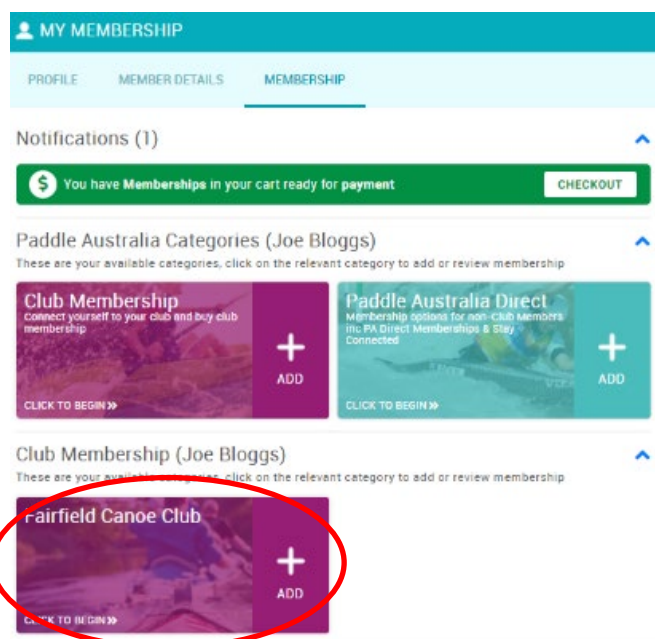 MY MEMBERSHIP
PROFILE MEMBER DETAILS MEMBERSHIP
Notifications (1)
$ You have Memberships in your cart ready for payment CHECKOUT
Paddle Australia Categories (Joe Bloggs)
These are your available categories, click on the relevant category to add or review membership
Club Membership
Connect yourself to your club and buy club
membership
+
ADD
CLICK TO BEGIN »
Paddle Australia Direct
Membership options for non-Club Members
inc PA Direct Memberships & Stay
Connected
+
ADD
CLICK TO BEGIN »
Club Membership (Joe Bloggs)
These are your available categories, click on the relevant category to add or review membership
Fairfield Canoe Club
+
ADD
CLICK TO BEGIN »